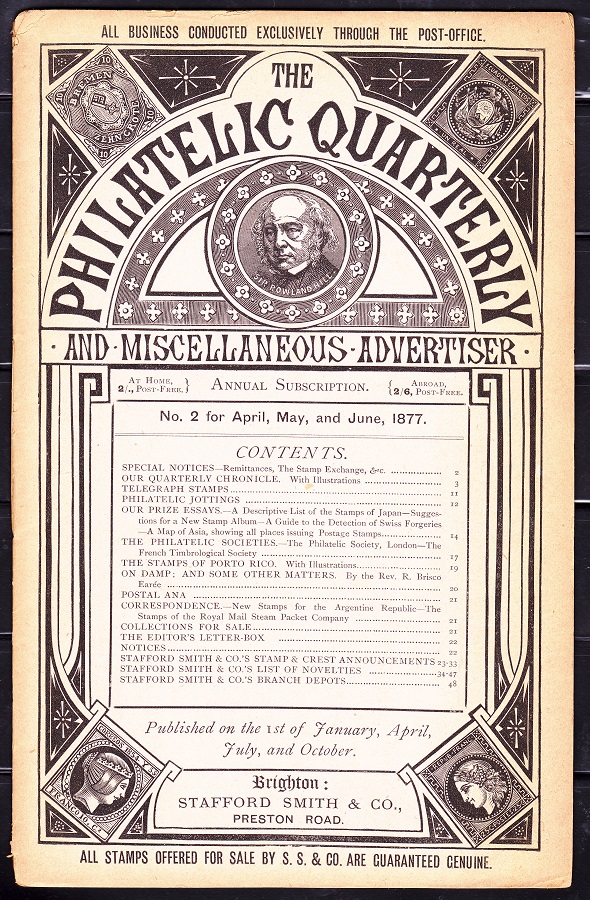 ALL BUSINESS CONDUCTED EXCLUSIVELY THROUGH THE POST-OFFICE.
THE
PHILATELIC QUARTERLY
10 10 10 10
BREMEN
SIR ROWLAND HILL
· AND · MISCELLANEOUS · ADVERTISER ·
AT HOME, 2/., POST-FREE.} ANNUAL SUBSCRIPTION. {ABROAD, 2/6, POST-FREE.
No. 2 for April, May, and June, 1877.
CONTENTS.
SPECIAL NOTICES—Remittances, The Stamp Exchange, &c. .................... 2
OUR QUARTERLY CHRONICLE. With Illustrations .................... 3
TELEGRAPH STAMPS.................... 11
PHILATELIC JOTTINGS .................... 12
OUR PRIZE ESSAYS.—A Descriptive List of the Stamps of Japan—Sugges-
tions for a New Stamp Album—A Guide to the Detection of Swiss Forgeries
—A Map of Asia, showing all places issuing Postage Stamps.................... 14
THE PHILATELIC SOCIETIES.—The Philatelic Society, London—The
French Timbrological Society .................... 17
THE STAMPS OF PORTO RICO. With Illustrations.................... 19
ON DAMP; AND SOME OTHER MATTERS. By the Rev. R. Brisco
Earée .................... 20
POSTAL ANA .................... 21
CORRESPONDENCE.—New Stamps for the Argentine Republic—The
Stamps of the Royal Mail Steam Packet Company .................... 21
COLLECTIONS FOR SALE.................... 21
THE EDITOR'S LETTER-BOX .................... 22
NOTICES.................... 22
STAFFORD SMITH & CO.'S STAMP & CREST ANNOUNCEMENTS 23-33
STAFFORD SMITH & CO.'S LIST OF NOVELTIES ....................34-47
STAFFORD SMITH & CO.'S BRANCH DEPOTS.................... 48
Published on the 1st of January, April,
July, and October.
Brighton:
STAFFORD SMITH & CO.,
PRESTON ROAD.
FRANCO
ALL STAMPS OFFERED FOR SALE BY S. S. & CO. ARE GUARANTEED GENUINE.